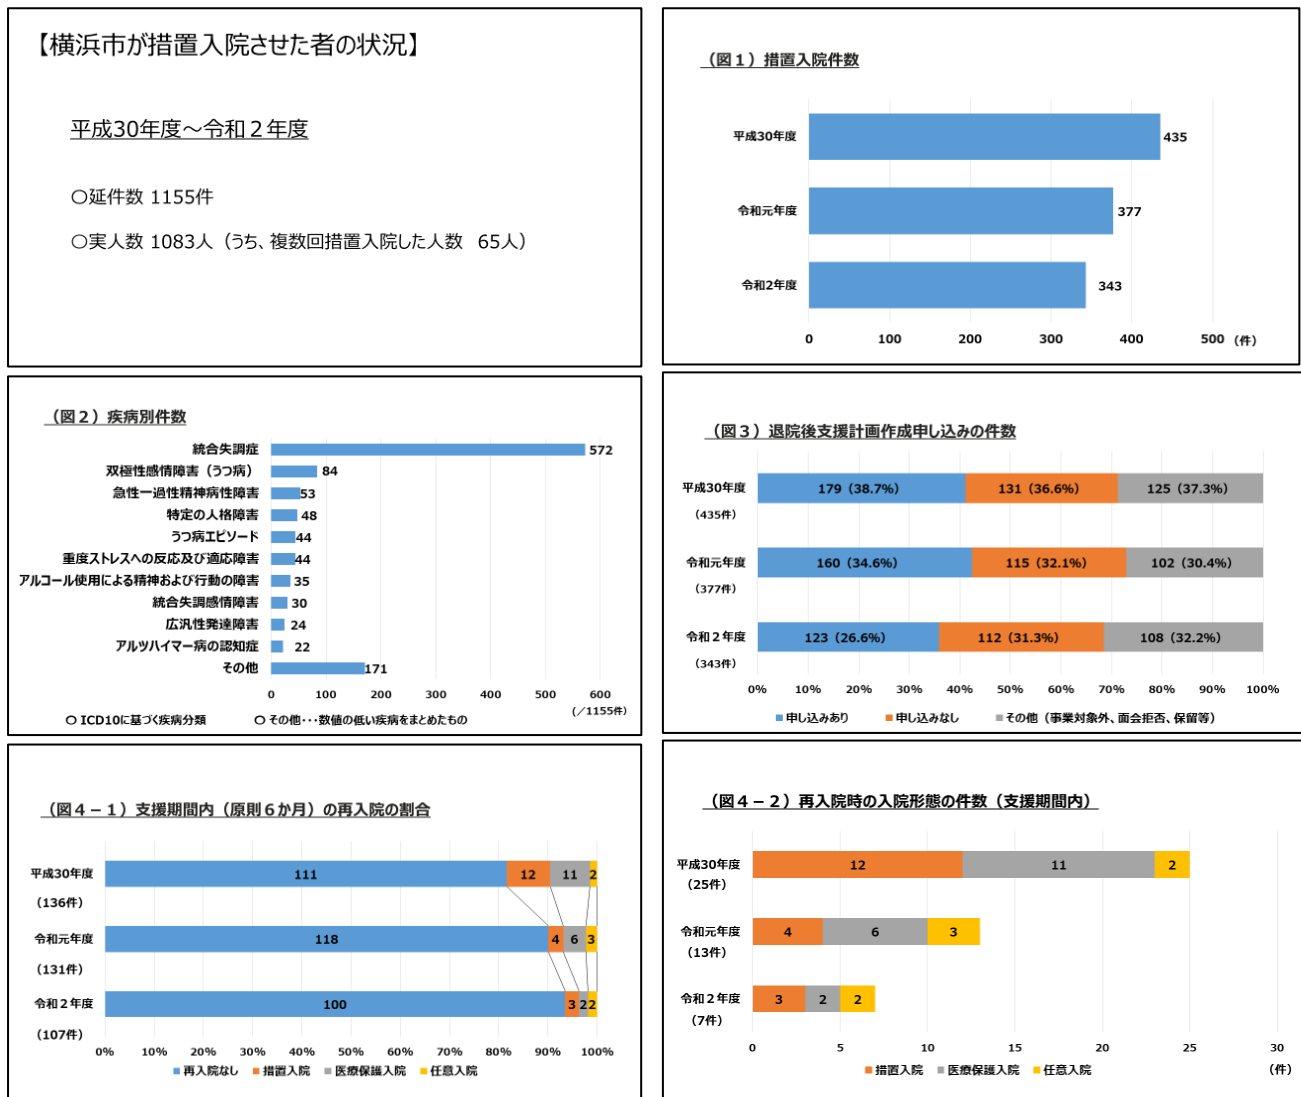 【横浜市が措置入院させた者の状況】
平成30年度～令和２年度
○延件数 1155件
○実人数 1083人（うち、複数回措置入院した人数　65人）
（図１）措置入院件数
平成30年度
435
令和元年度
377
令和2年度
343
0 100 200 300 400 500 （件）
（図２）疾病別件数
統合失調症 572
双極性感情障害（うつ病） 84
急性一過性精神病性障害 53
特定の人格障害 48
うつ病エピソード 44
重度ストレスへの反応及び適応障害 44
アルコール使用による精神および行動の障害 35
統合失調感情障害 30
広汎性発達障害 24
アルツハイマー病の認知症 22
その他 171
0 100 200 300 400 500 600
（／1155件）
○ ICD10に基づく疾病分類 ○ その他・・・数値の低い疾病をまとめたもの
（図３）退院後支援計画作成申し込みの件数
平成30年度 179（38.7%） 131（36.6%） 125（37.3%）
（435件）
令和元年度 160（34.6%） 115（32.1%） 102（30.4%）
（377件）
令和２年度 123（26.6%） 112（31.3%） 108（32.2%）
（343件）
0% 10% 20% 30% 40% 50% 60% 70% 80% 90% 100%
申し込みあり 申し込みなし その他（事業対象外、面会拒否、保留等）
（図４－１）支援期間内（原則６か月）の再入院の割合
平成30年度 111 12 11 2
（136件）
令和元年度 118 4 6 3
（131件）
令和２年度 100 3 2 2
（107件）
0% 10% 20% 30% 40% 50% 60% 70% 80% 90% 100%
再入院なし 措置入院 医療保護入院 任意入院
（図４－２）再入院時の入院形態の件数（支援期間内）
平成30年度 12 11 2
（25件）
令和元年度 4 6 3
（13件）
令和２年度 3 2 2
（7件）
0 5 10 15 20 25 30
措置入院 医療保護入院 任意入院 （件）